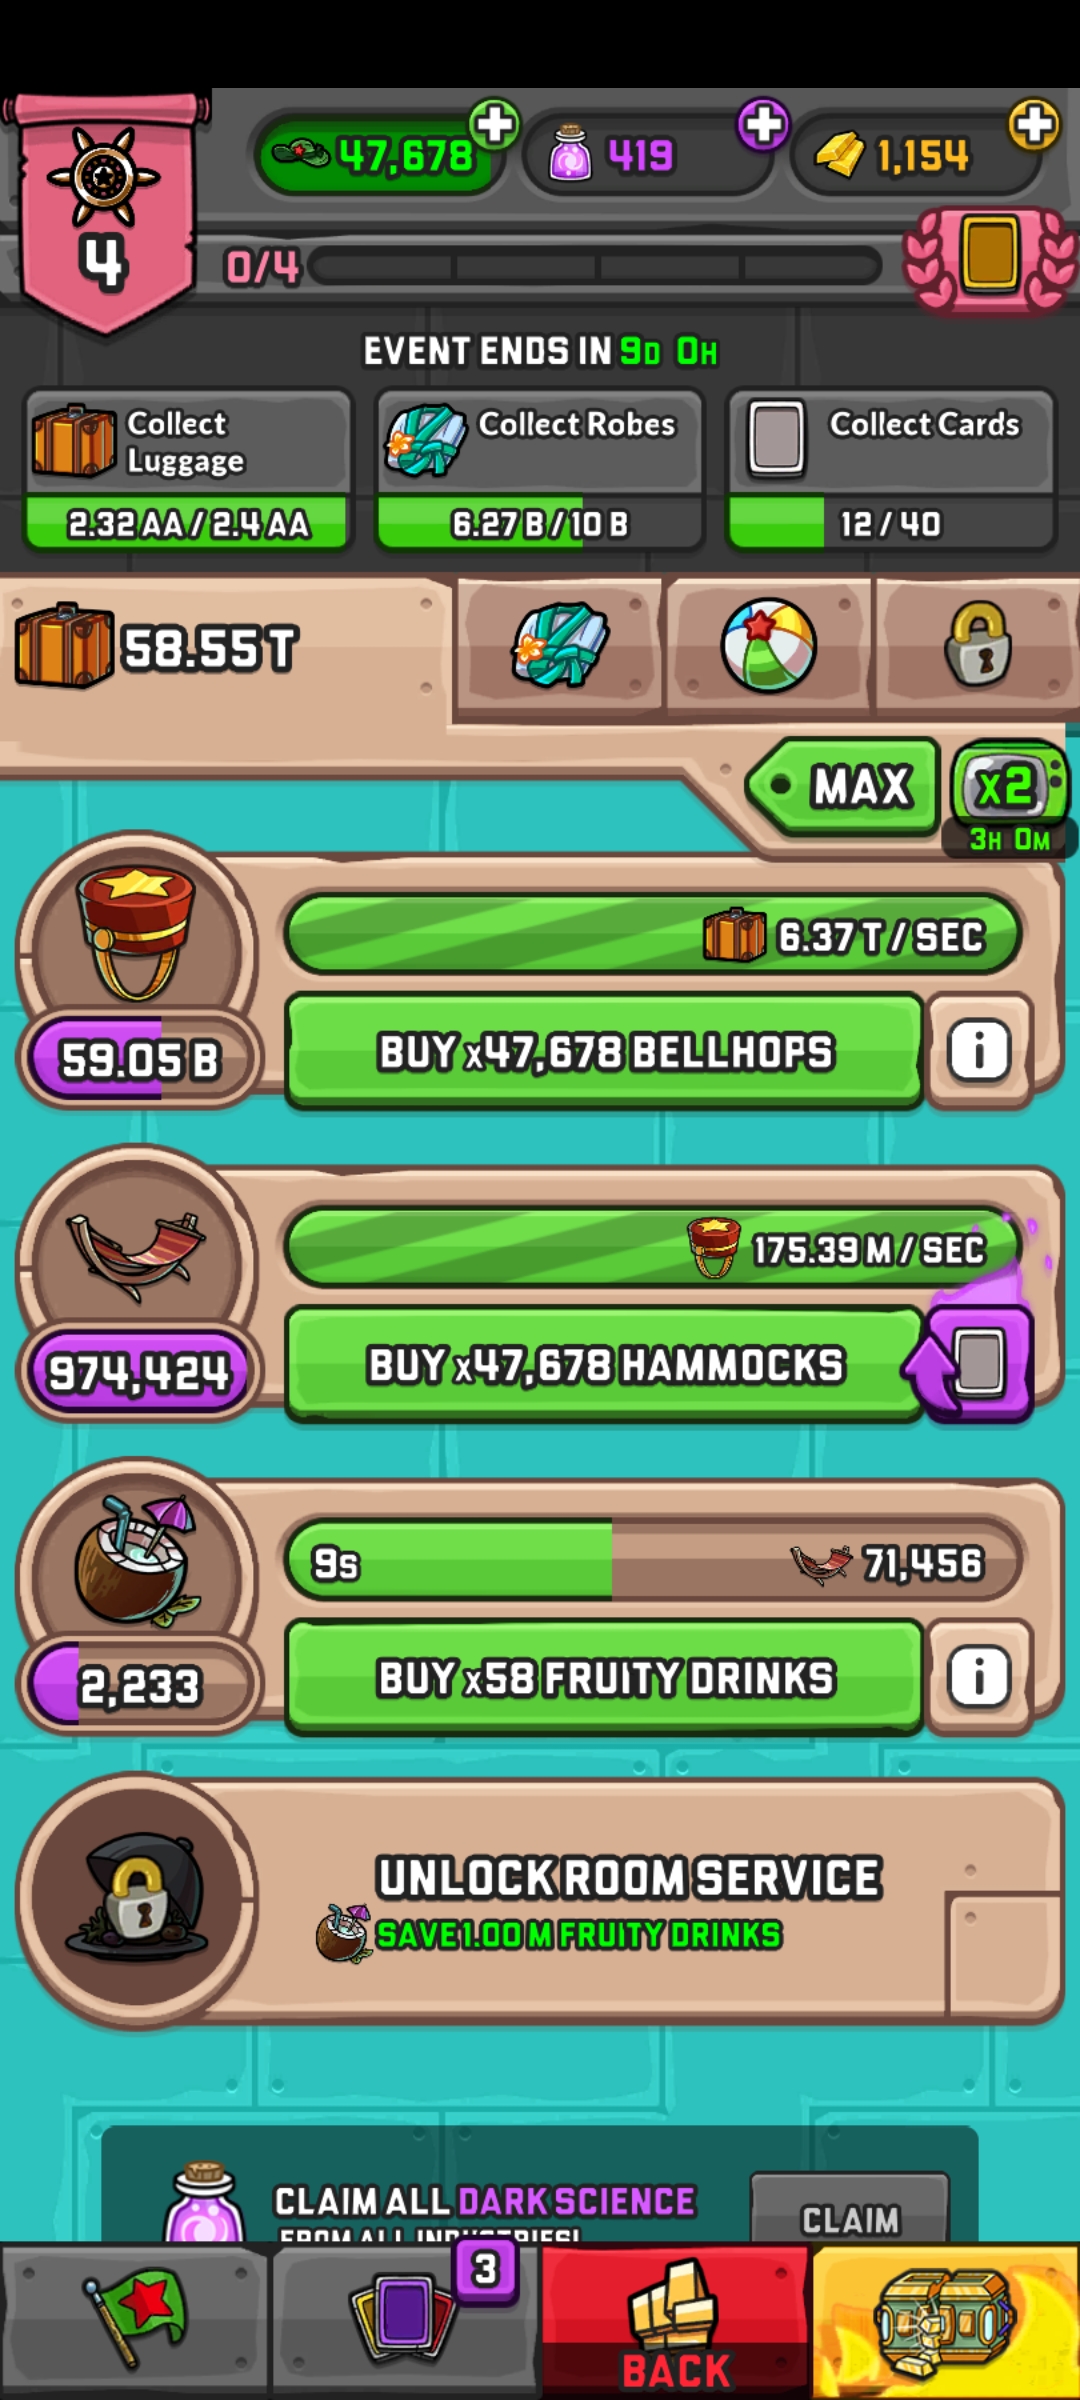 47,678
419
1,154
4
0/4
EVENT ENDS IN 9D 0H
Collect
Luggage
2.32 AA / 2.4 AA
Collect Robes
6.27 B / 10 B
Collect Cards
12 / 40
58.55 T
MAX
x2
3H 0M
6.37 T / SEC
59.05 B
BUY x47,678 BELLHOPS
i
175.39 M / SEC
974,424
BUY x47,678 HAMMOCKS
9s
71,456
2,233
BUY x58 FRUITY DRINKS
i
UNLOCK ROOM SERVICE
SAVE 1.00 M FRUITY DRINKS
CLAIM ALL DARK SCIENCE
FROM ALL INDUSTRIES!
CLAIM
3
BACK